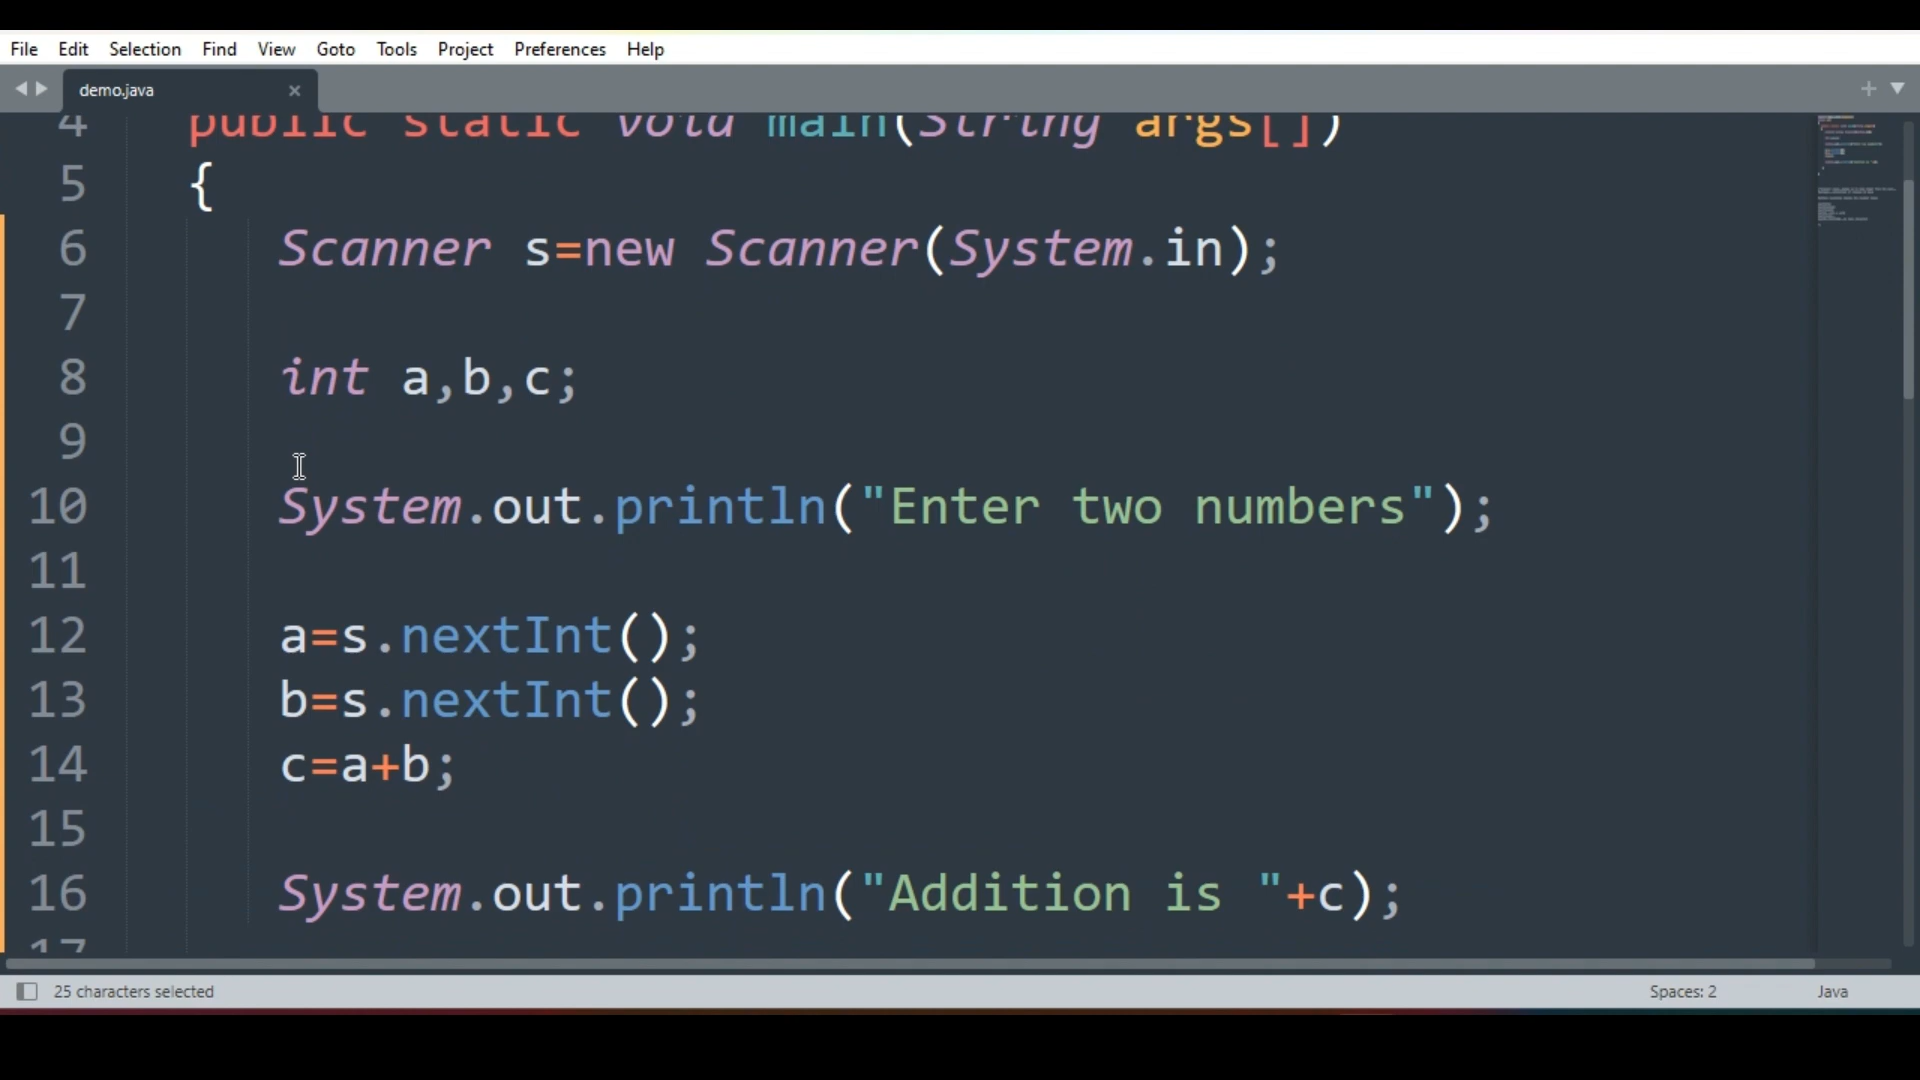 File Edit Selection Find View Goto Tools Project Preferences Help
demo.java
4 public static void main(String args[])
5 {
6 Scanner s=new Scanner(System.in);
7
8 int a,b,c;
9
10 System.out.println("Enter two numbers");
11
12 a=s.nextInt();
13 b=s.nextInt();
14 c=a+b;
15
16 System.out.println("Addition is "+c);
17
25 characters selected Spaces: 2 Java